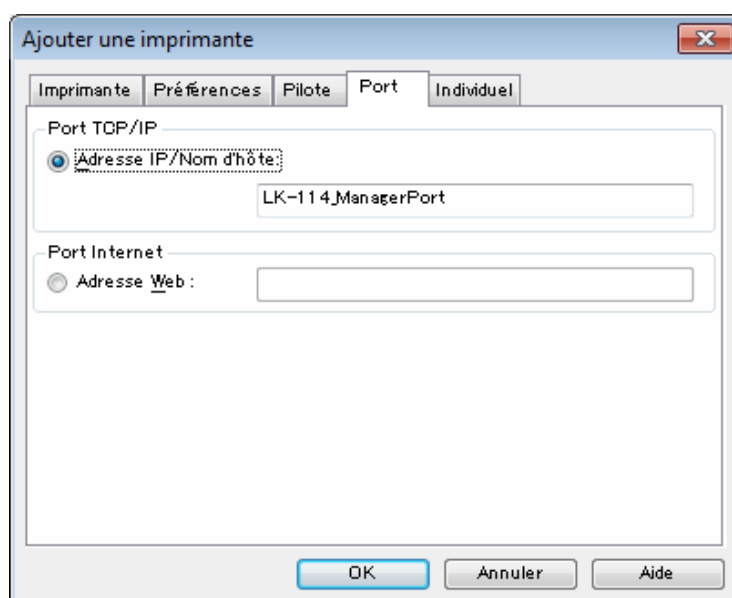 Ajouter une imprimante
Imprimante Préférences Pilote Port Individuel
Port TCP/IP
Adresse IP/Nom d'hôte:
LK-114_ManagerPort
Port Internet
Adresse Web :
OK Annuler Aide